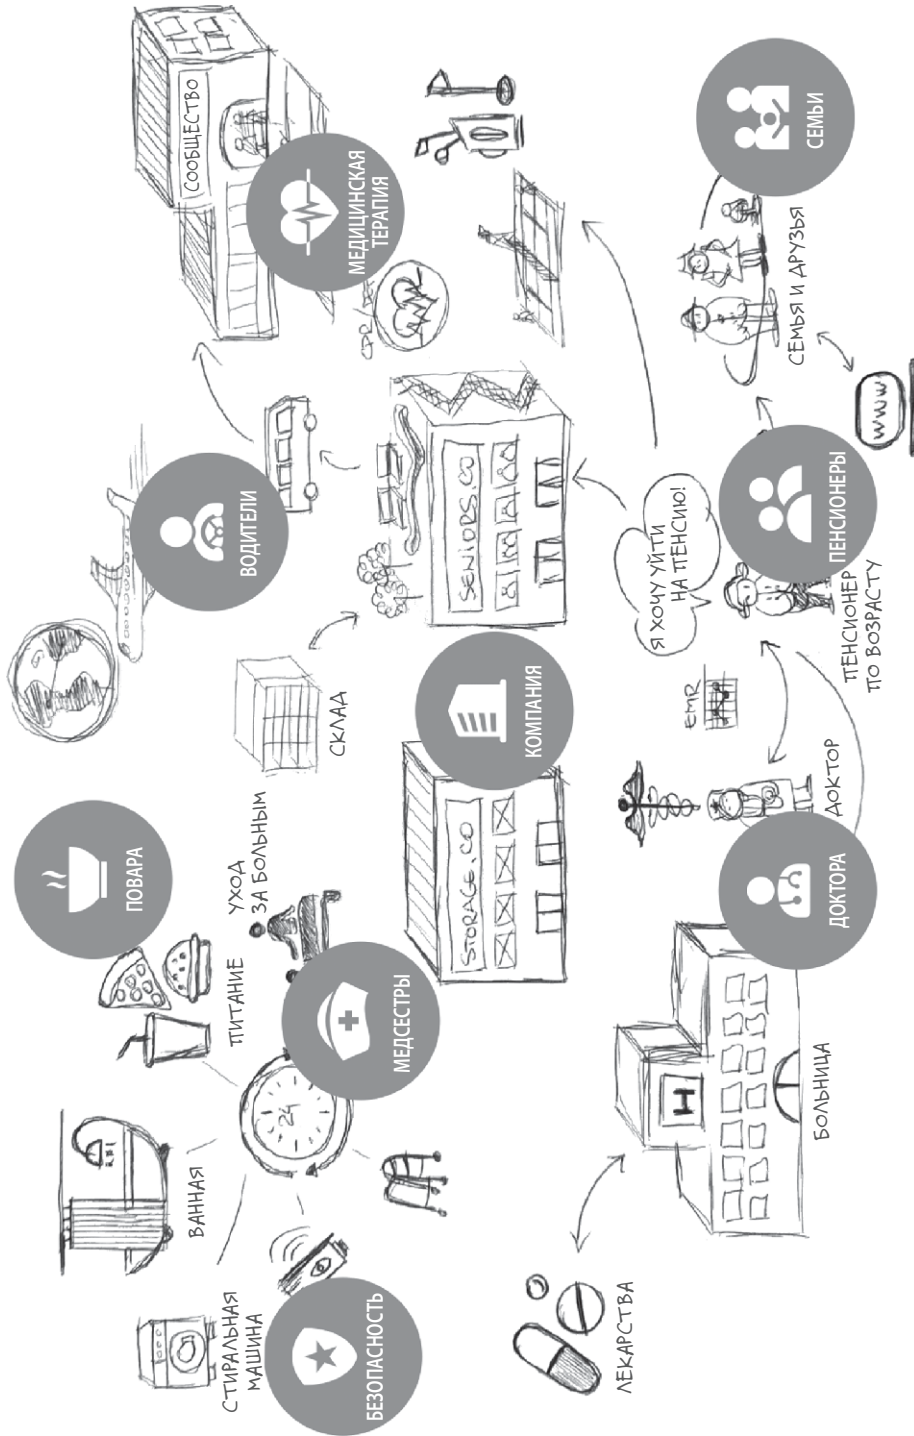 ПОВАРА
СООБЩЕСТВО
ВАННАЯ
ПИТАНИЕ
УХОД
ЗА БОЛЬНЫМ
ВОДИТЕЛИ
СТИРАЛЬНАЯ
МАШИНА
24
СКЛАД
МЕДИЦИНСКАЯ
ТЕРАПИЯ
БЕЗОПАСНОСТЬ
МЕДСЕСТРЫ
STORAGE.CO
SENIORS.CO
КОМПАНИЯ
ЛЕКАРСТВА
H
EMR
Я ХОЧУ УЙТИ
НА ПЕНСИЮ!
БОЛЬНИЦА
ДОКТОРА
ДОКТОР
ПЕНСИОНЕР
ПО ВОЗРАСТУ
ПЕНСИОНЕРЫ
СЕМЬЯ И ДРУЗЬЯ
СЕМЬИ
WWW